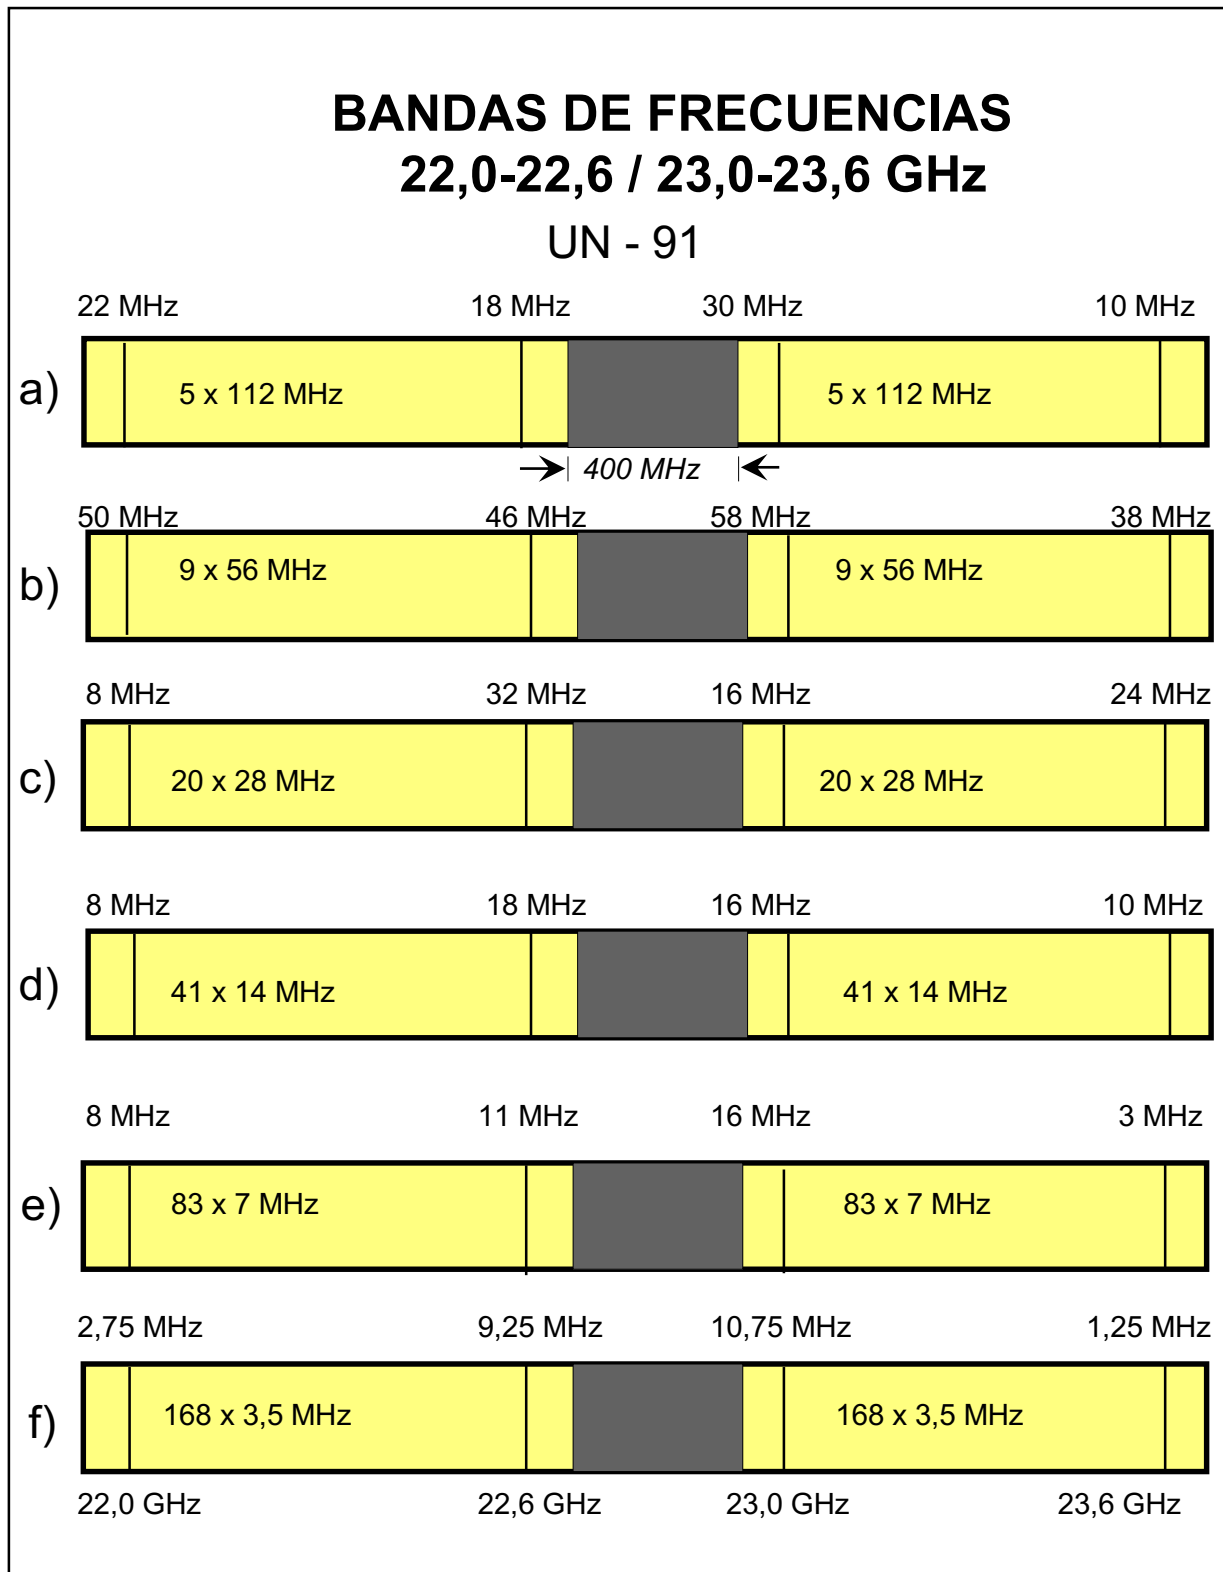 BANDAS DE FRECUENCIAS
22,0-22,6 / 23,0-23,6 GHz
UN - 91
22 MHz 18 MHz 30 MHz 10 MHz
a) 5 x 112 MHz 5 x 112 MHz
400 MHz
50 MHz 46 MHz 58 MHz 38 MHz
b) 9 x 56 MHz 9 x 56 MHz
8 MHz 32 MHz 16 MHz 24 MHz
c) 20 x 28 MHz 20 x 28 MHz
8 MHz 18 MHz 16 MHz 10 MHz
d) 41 x 14 MHz 41 x 14 MHz
8 MHz 11 MHz 16 MHz 3 MHz
e) 83 x 7 MHz 83 x 7 MHz
2,75 MHz 9,25 MHz 10,75 MHz 1,25 MHz
f) 168 x 3,5 MHz 168 x 3,5 MHz
22,0 GHz 22,6 GHz 23,0 GHz 23,6 GHz